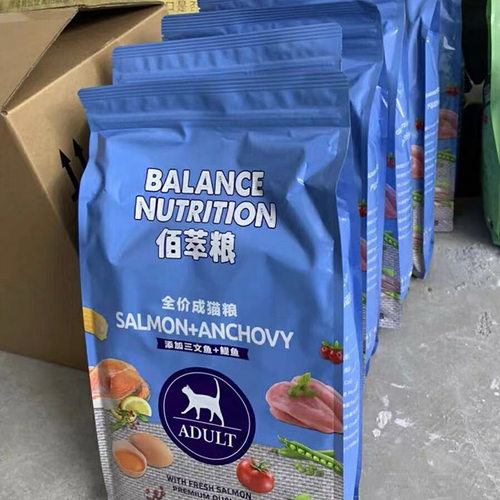 BALANCE
NUTRITION
佰萃粮
全价成猫粮
SALMON+ANCHOVY
添加三文鱼+鳀鱼
ADULT
WITH FRESH SALMON
PREMIUM